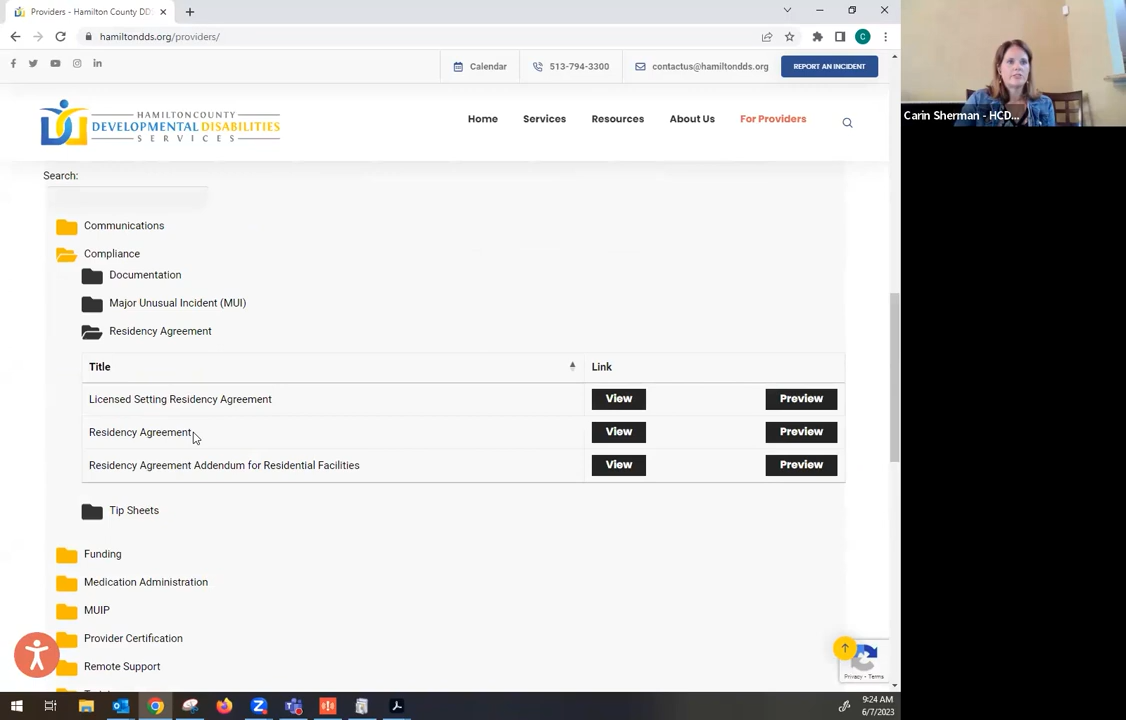 Providers - Hamilton County DDS
hamiltondds.org/providers/
Calendar
513-794-3300
contactus@hamiltondds.org
REPORT AN INCIDENT
HAMILTON COUNTY
DEVELOPMENTAL DISABILITIES
SERVICES
Home
Services
Resources
About Us
For Providers
Carin Sherman - HCD...
Search:
Communications
Compliance
Documentation
Major Unusual Incident (MUI)
Residency Agreement
Title
Link
Licensed Setting Residency Agreement
View
Preview
Residency Agreement
View
Preview
Residency Agreement Addendum for Residential Facilities
View
Preview
Tip Sheets
Funding
Medication Administration
MUIP
Provider Certification
Remote Support
Privacy - Terms
9:24 AM
6/7/2023